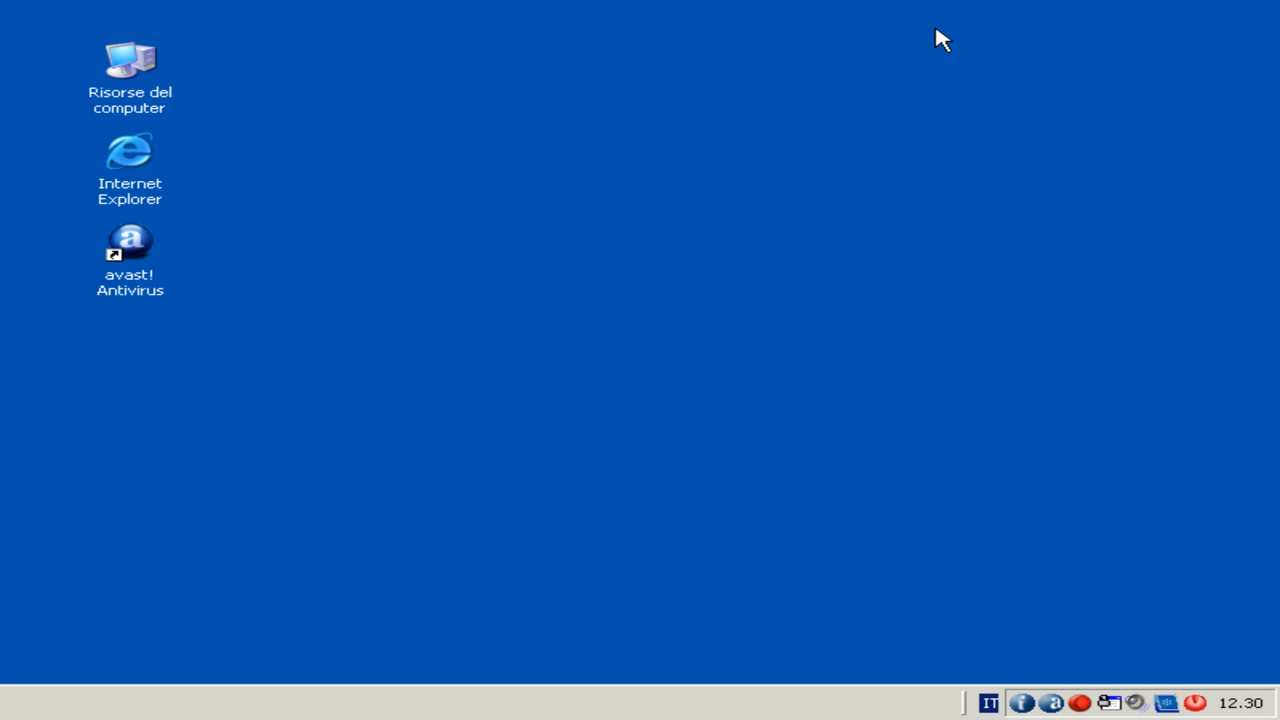 Risorse del
computer
Internet
Explorer
avast!
Antivirus
IT
12.30